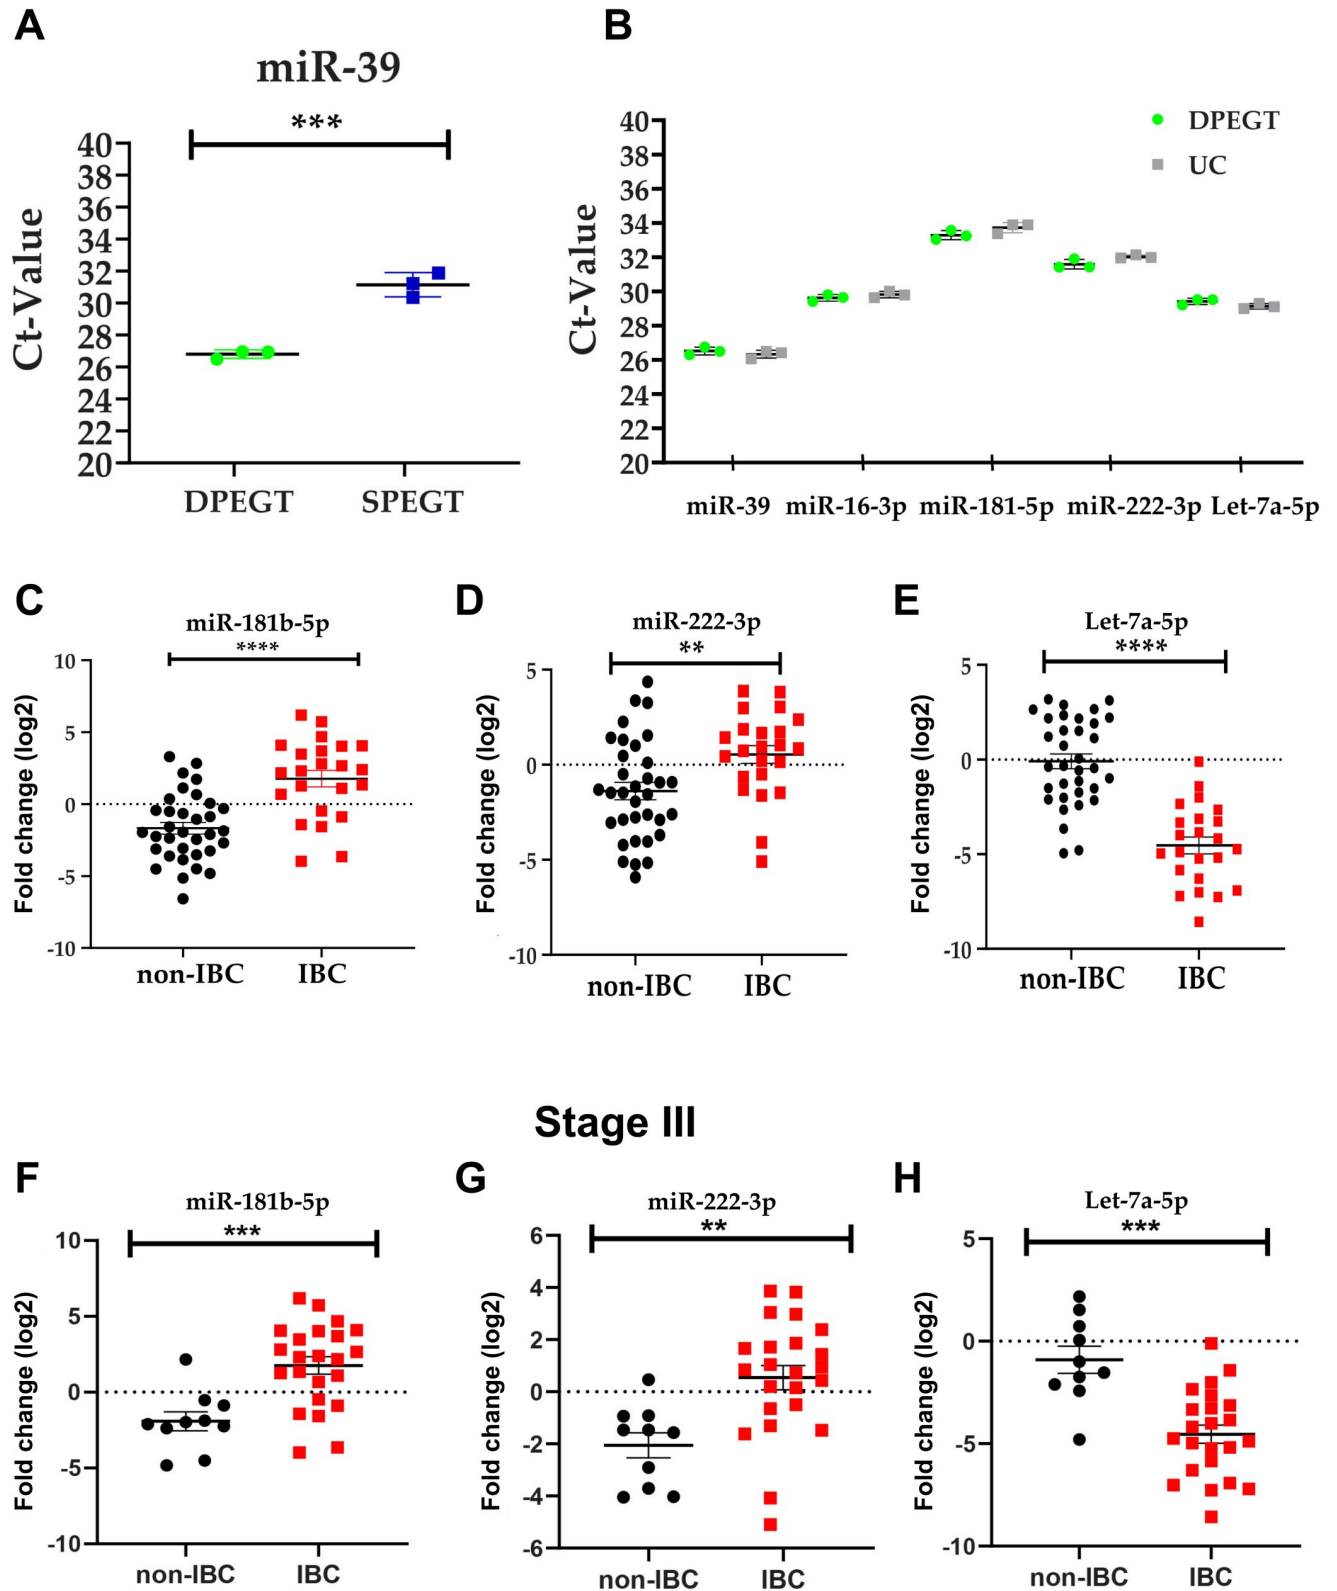 A
B
miR-39
***
Ct-Value
40
38
36
34
32
30
28
26
24
22
20
DPEGT
SPEGT
Ct-Value
40
38
36
34
32
30
28
26
24
22
20
DPEGT
UC
miR-39
miR-16-3p
miR-181-5p
miR-222-3p
Let-7a-5p
C
miR-181b-5p
****
Fold change (log2)
10
5
0
-5
-10
non-IBC
IBC
D
miR-222-3p
**
Fold change (log2)
5
0
-5
-10
non-IBC
IBC
E
Let-7a-5p
****
Fold change (log2)
5
0
-5
-10
non-IBC
IBC
Stage III
F
miR-181b-5p
***
Fold change (log2)
10
5
0
-5
-10
non-IBC
IBC
G
miR-222-3p
**
Fold change (log2)
6
4
2
0
-2
-4
-6
non-IBC
IBC
H
Let-7a-5p
***
Fold change (log2)
5
0
-5
-10
non-IBC
IBC